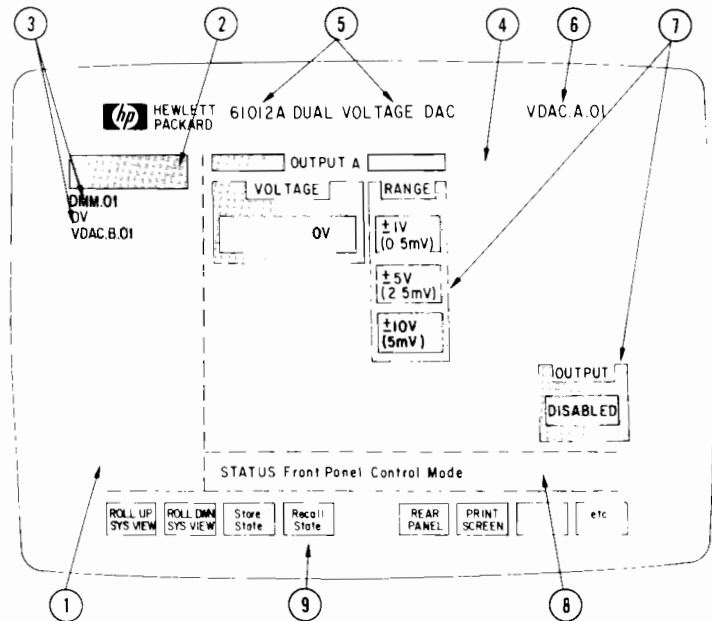 3 2 5 4 6 7
hp HEWLETT PACKARD
61012A DUAL VOLTAGE DAC
VDAC.A.01
OUTPUT A
DMM.01
0V
VDAC.B.01
VOLTAGE
0V
RANGE
±1V
(0 5mV)
±5V
(2 5mV)
±10V
(5mV)
OUTPUT
DISABLED
STATUS Front Panel Control Mode
ROLL UP
SYS VIEW
ROLL DWN
SYS VIEW
Store
State
Recall
State
REAR
PANEL
PRINT
SCREEN
etc
1 9 8